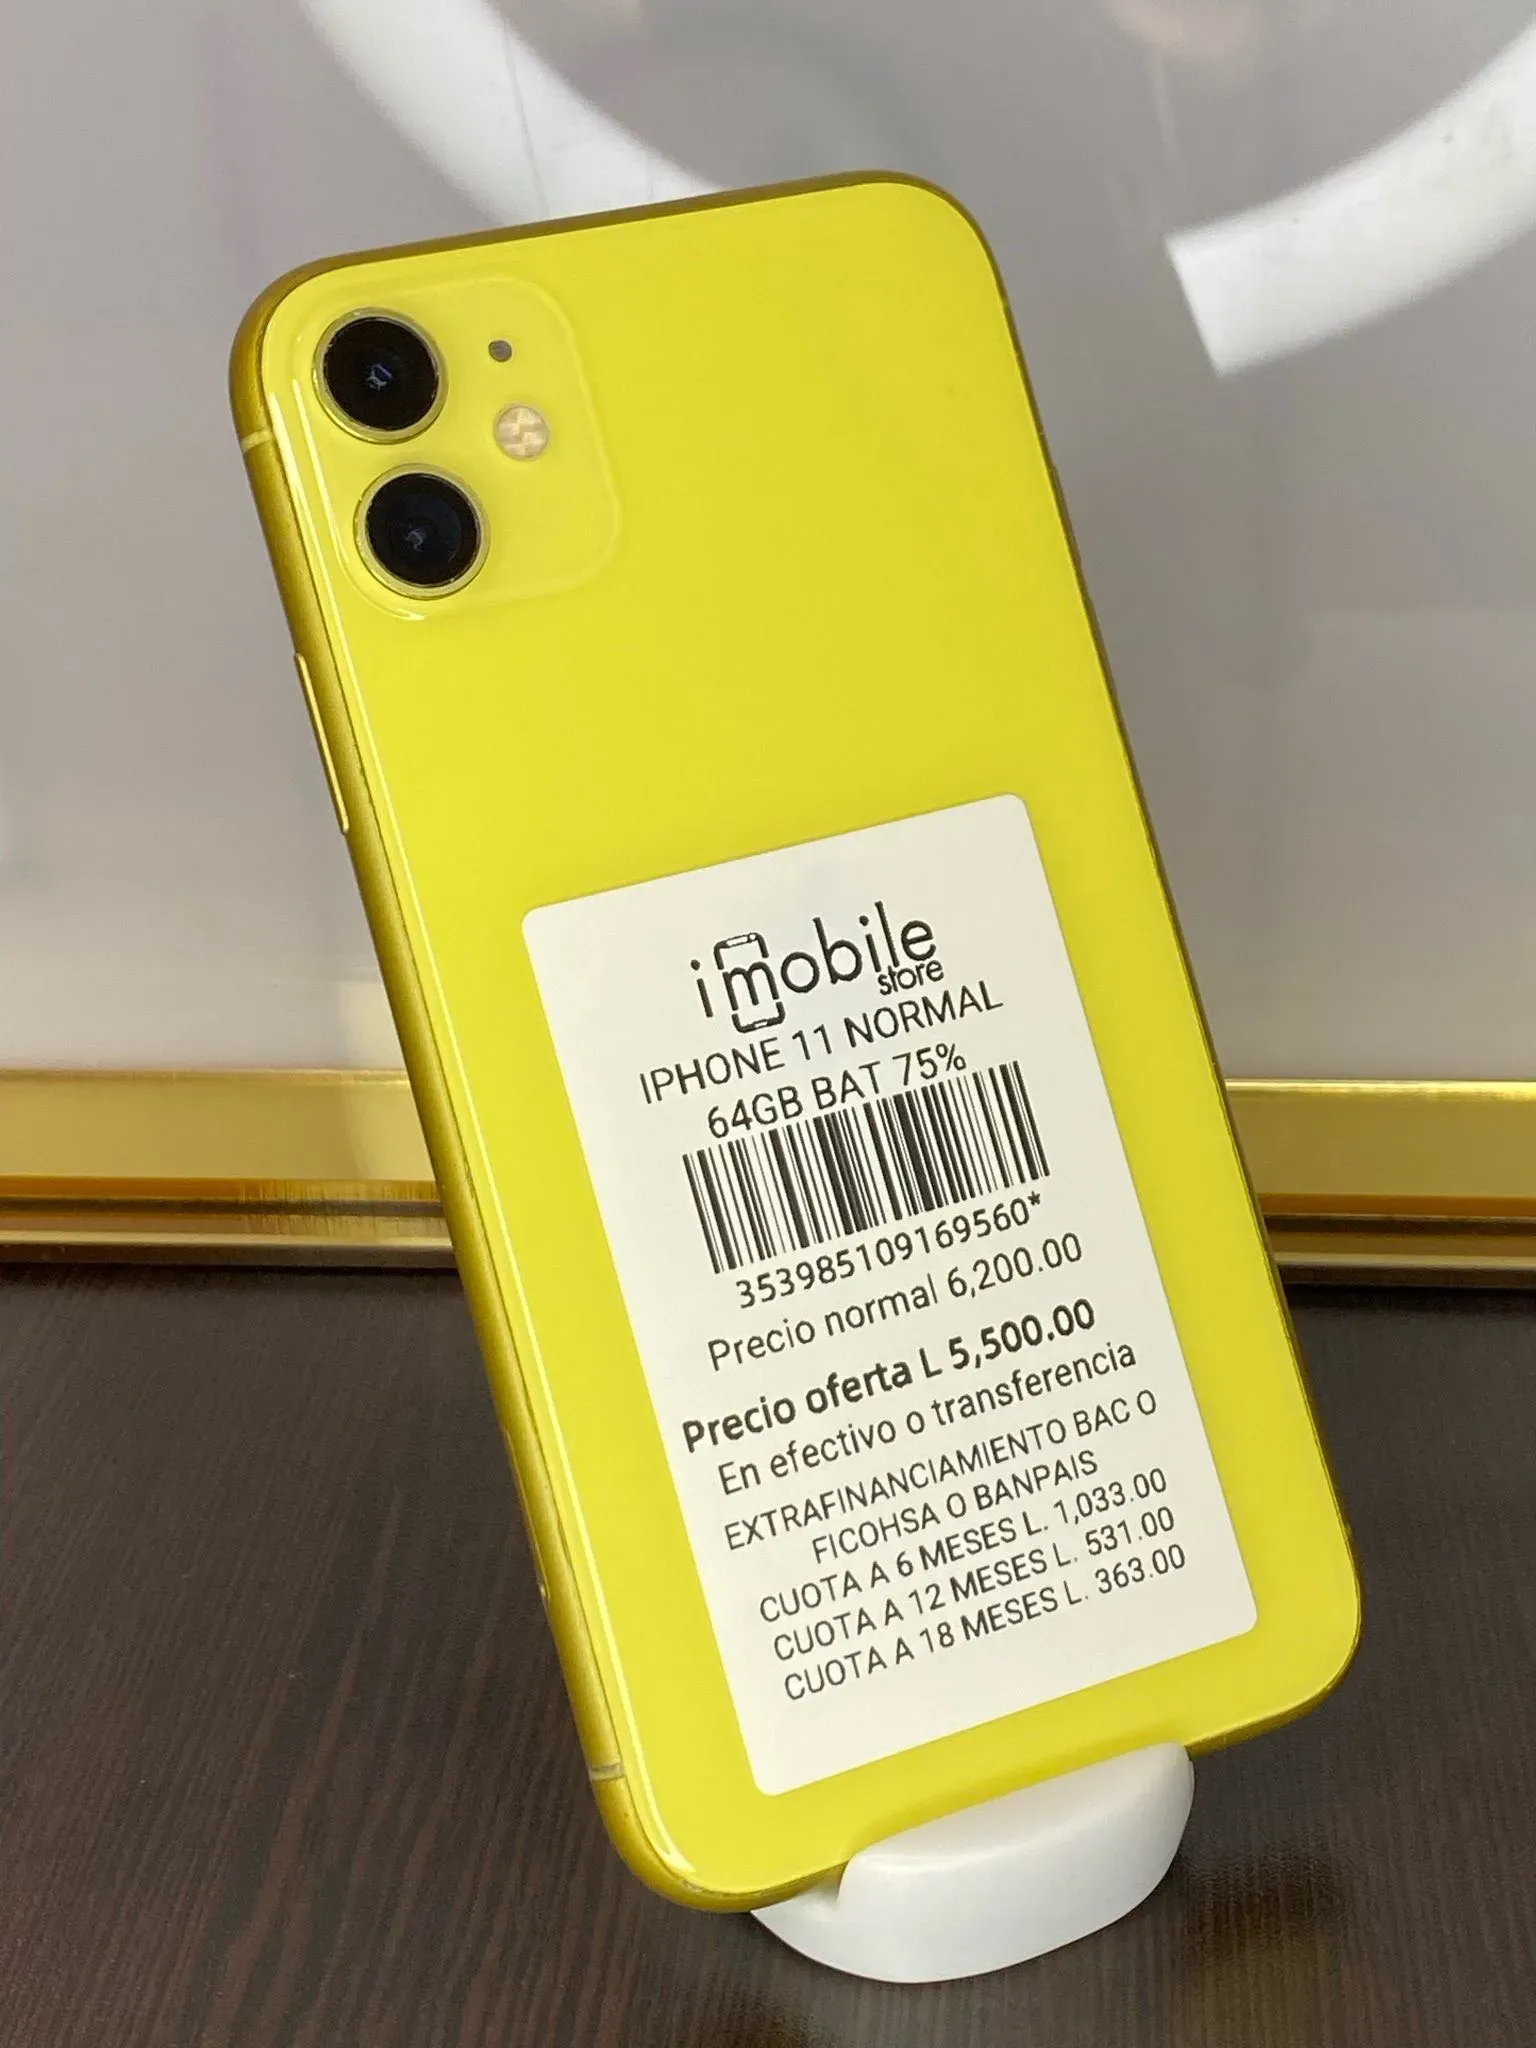 imobile
store
IPHONE 11 NORMAL
64GB BAT 75%
353985109169560*
Precio normal 6,200.00
Precio oferta L 5,500.00
En efectivo o transferencia
EXTRAFINANCIAMIENTO BAC O
FICOHSA O BANPAIS
CUOTA A 6 MESES L. 1,033.00
CUOTA A 12 MESES L. 531.00
CUOTA A 18 MESES L. 363.00